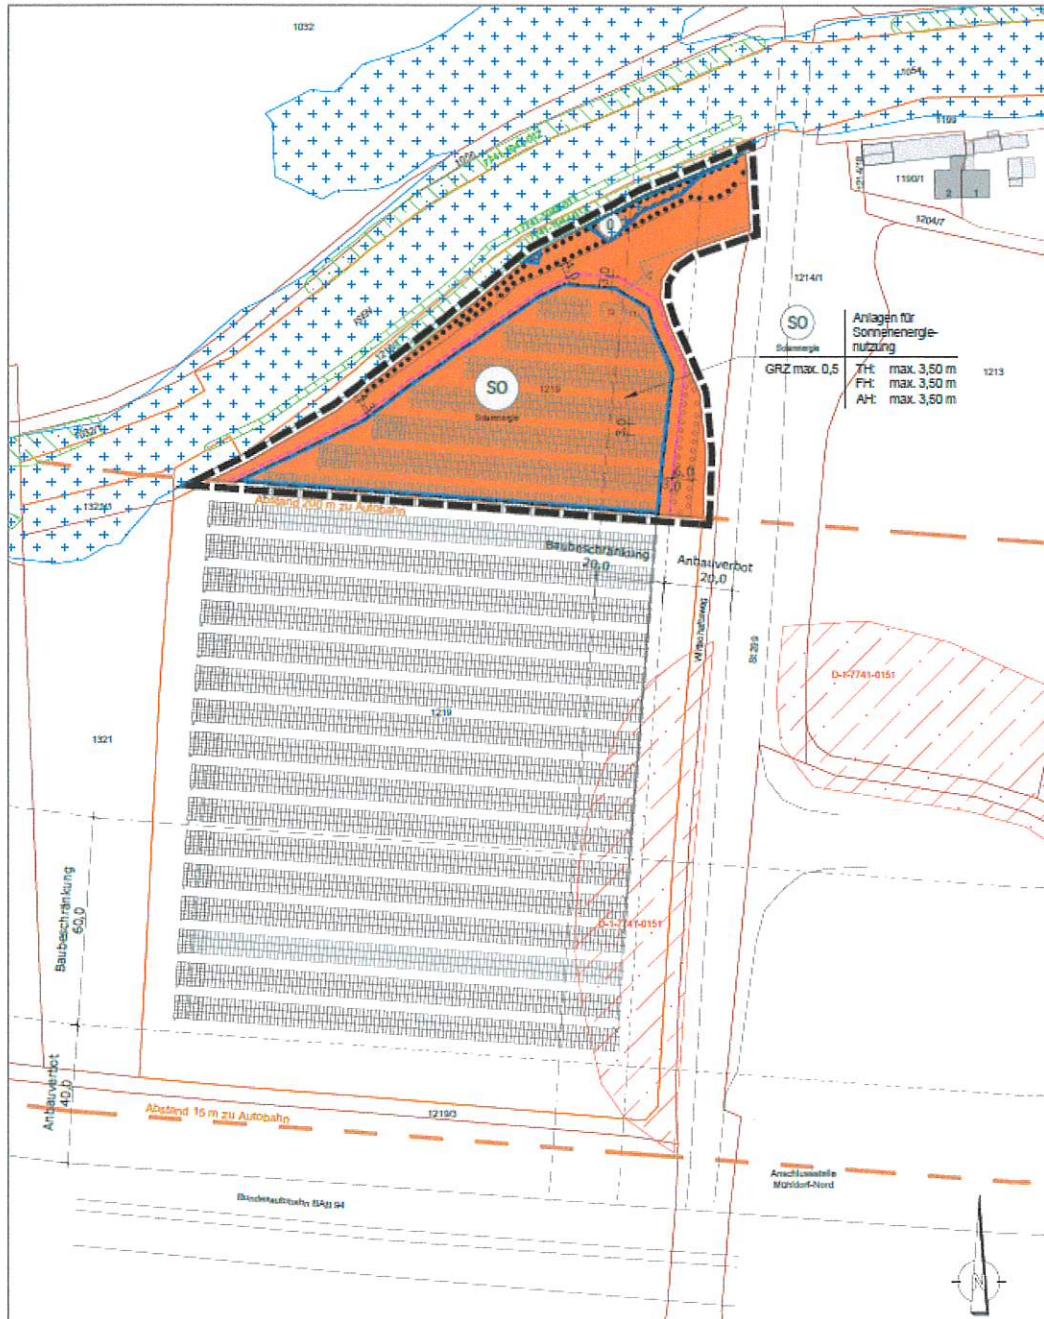 1032
1054
1199
1190/1
2
1
1204/7
1214/1
SO
Anlagen für
Sonnenenergie-
nutzung
Solarenergie
GRZ max. 0,5
TH: max. 3,50 m
FH: max. 3,50 m
AH: max. 3,50 m
1213
SO
1219
Solarenergie
Abstand 200 m zu Autobahn
Baubeschränkung
20,0
Anbauverbot
20,0
Wirtschaftsweg
St 299
D-1-7741-0151
1219
1321
D-1-7741-0151
Baubeschränkung
60,0
Anbauverbot
40,0
Abstand 15 m zu Autobahn
1219/3
Anschlussstelle
Mühldorf-Nord
Bundesautobahn BAB 94
N